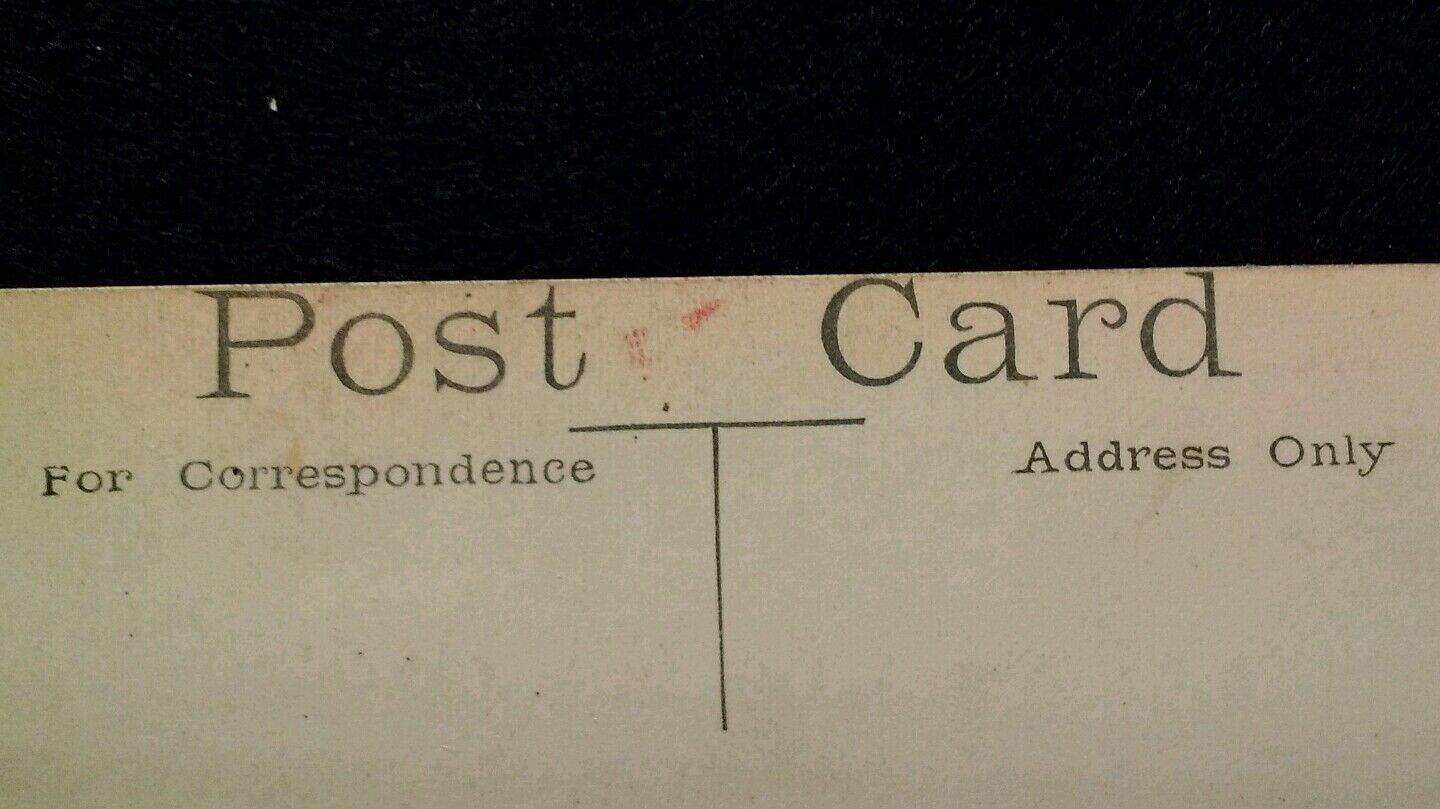 Post Card
For Correspondence
Address Only